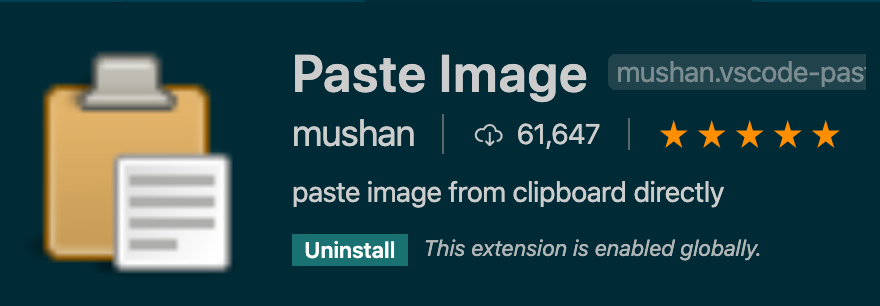 Paste Image mushan.vscode-pas
mushan 61,647
paste image from clipboard directly
Uninstall This extension is enabled globally.